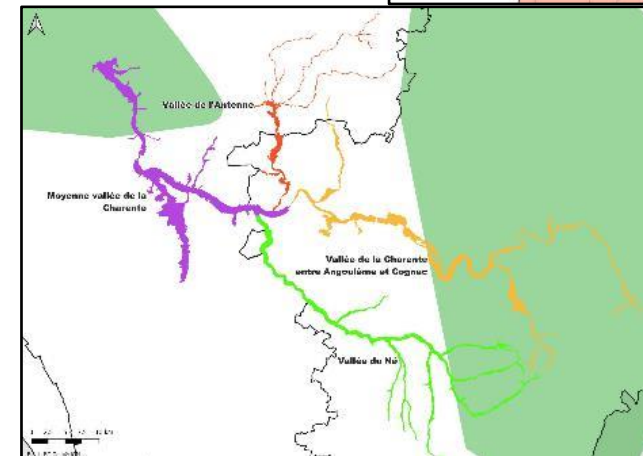 Vallée de l'Antenne
Moyenne vallée de la
Charente
Vallée de la Charente
entre Angoulême et Cognac
Vallée du Né